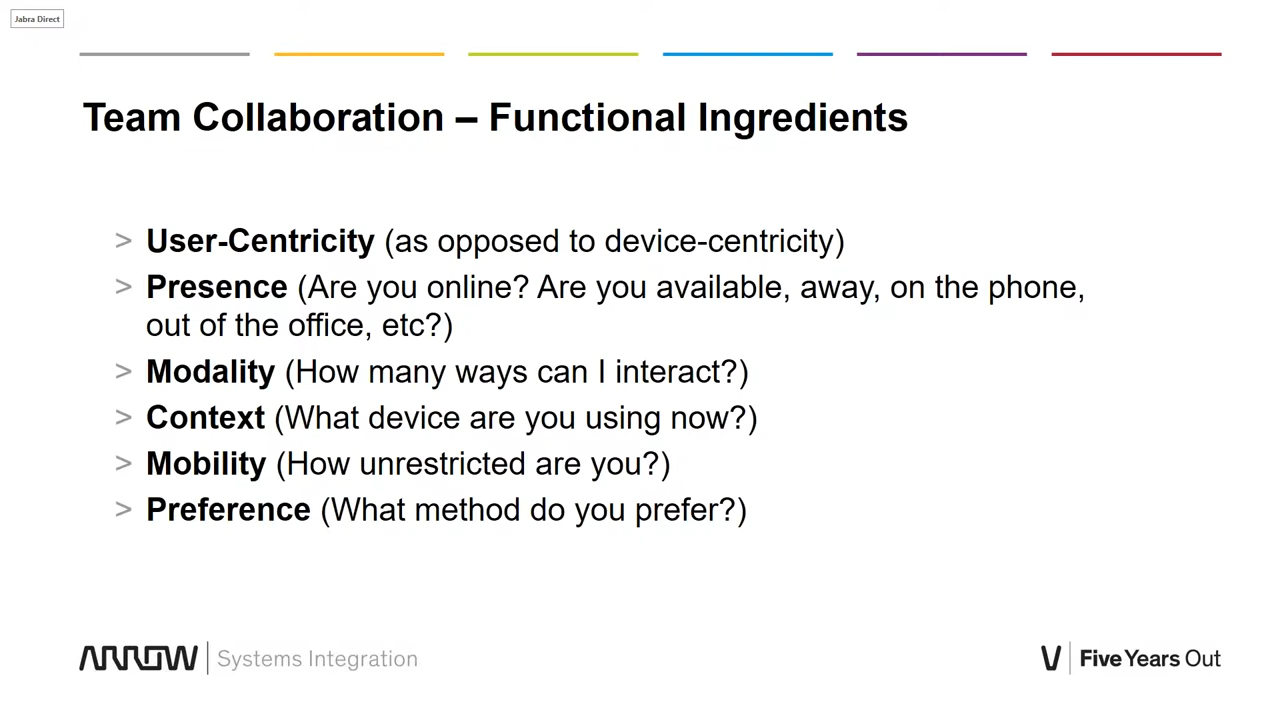 Jabra Direct
Team Collaboration – Functional Ingredients
> User-Centricity (as opposed to device-centricity)
> Presence (Are you online? Are you available, away, on the phone,
out of the office, etc?)
> Modality (How many ways can I interact?)
> Context (What device are you using now?)
> Mobility (How unrestricted are you?)
> Preference (What method do you prefer?)
ARROW Systems Integration
Five Years Out